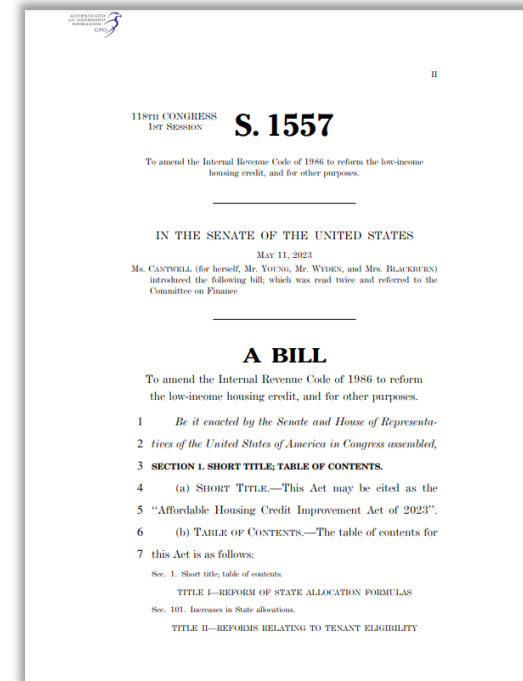 AUTHENTICATED
U.S. GOVERNMENT
INFORMATION
GPO
II
118TH CONGRESS
1ST SESSION
S. 1557
To amend the Internal Revenue Code of 1986 to reform the low-income
housing credit, and for other purposes.
IN THE SENATE OF THE UNITED STATES
MAY 11, 2023
Ms. CANTWELL (for herself, Mr. YOUNG, Mr. WYDEN, and Mrs. BLACKBURN)
introduced the following bill; which was read twice and referred to the
Committee on Finance
A BILL
To amend the Internal Revenue Code of 1986 to reform
the low-income housing credit, and for other purposes.
1 Be it enacted by the Senate and House of Representa-
2 tives of the United States of America in Congress assembled,
3 SECTION 1. SHORT TITLE; TABLE OF CONTENTS.
4 (a) SHORT TITLE.—This Act may be cited as the
5 “Affordable Housing Credit Improvement Act of 2023”.
6 (b) TABLE OF CONTENTS.—The table of contents for
7 this Act is as follows:
Sec. 1. Short title; table of contents.
TITLE I—REFORM OF STATE ALLOCATION FORMULAS
Sec. 101. Increases in State allocations.
TITLE II—REFORMS RELATING TO TENANT ELIGIBILITY